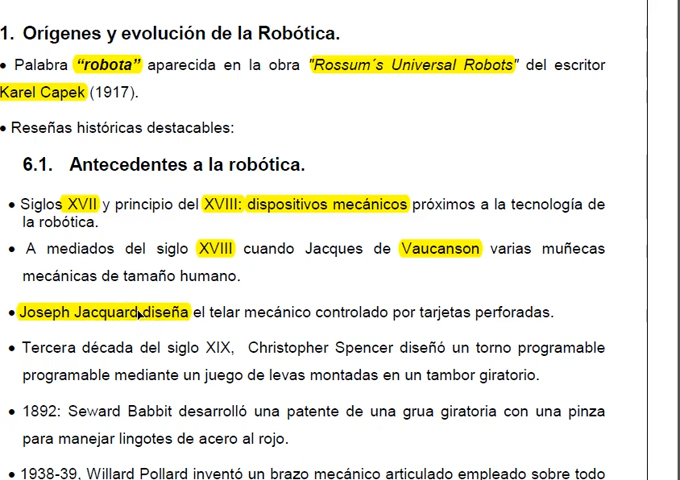 1. Orígenes y evolución de la Robótica.
• Palabra “robota” aparecida en la obra "Rossum´s Universal Robots" del escritor
Karel Capek (1917).
• Reseñas históricas destacables:
6.1. Antecedentes a la robótica.
• Siglos XVII y principio del XVIII: dispositivos mecánicos próximos a la tecnología de
la robótica.
• A mediados del siglo XVIII cuando Jacques de Vaucanson varias muñecas
mecánicas de tamaño humano.
• Joseph Jacquard diseña el telar mecánico controlado por tarjetas perforadas.
• Tercera década del siglo XIX, Christopher Spencer diseñó un torno programable
programable mediante un juego de levas montadas en un tambor giratorio.
• 1892: Seward Babbit desarrolló una patente de una grua giratoria con una pinza
para manejar lingotes de acero al rojo.
• 1938-39, Willard Pollard inventó un brazo mecánico articulado empleado sobre todo